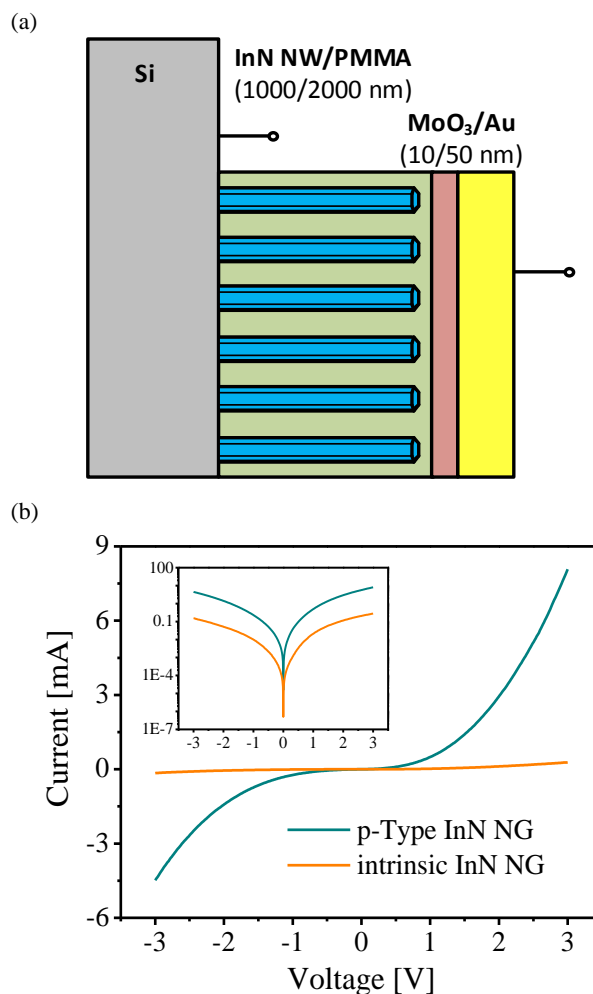 (a)
Si
InN NW/PMMA
(1000/2000 nm)
MoO₃/Au
(10/50 nm)
(b)
Current [mA]
9
6
3
0
-3
-6
100
0.1
1E-4
1E-7
-3 -2 -1 0 1 2 3
p-Type InN NG
intrinsic InN NG
-3 -2 -1 0 1 2 3
Voltage [V]